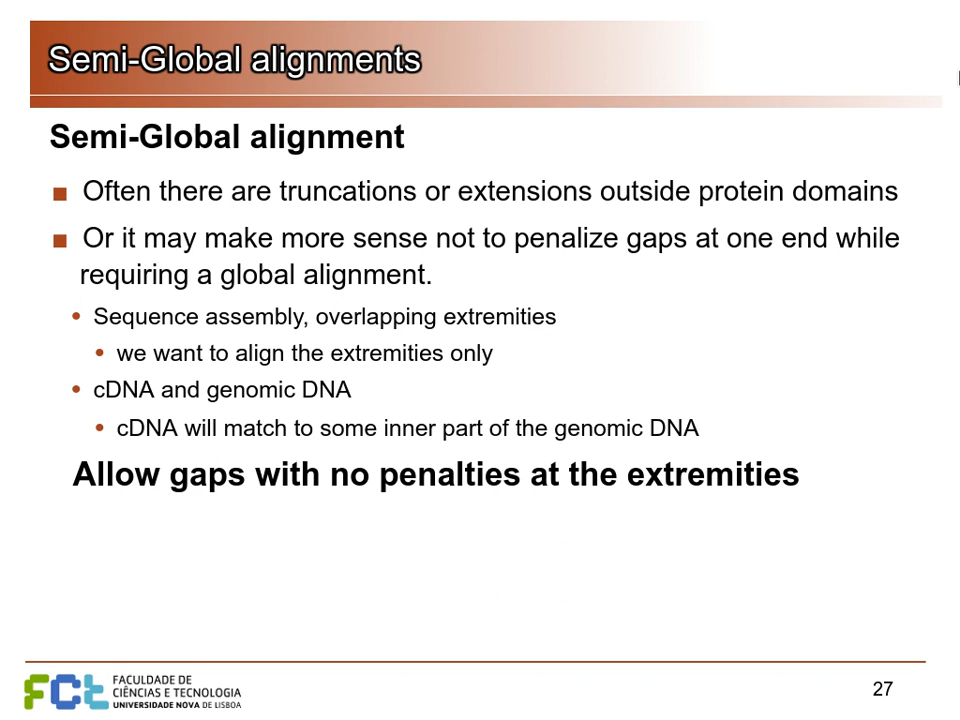 Semi-Global alignments
Semi-Global alignment
Often there are truncations or extensions outside protein domains
Or it may make more sense not to penalize gaps at one end while
requiring a global alignment.
Sequence assembly, overlapping extremities
we want to align the extremities only
cDNA and genomic DNA
cDNA will match to some inner part of the genomic DNA
Allow gaps with no penalties at the extremities
FCT
FACULDADE DE
CIÊNCIAS E TECNOLOGIA
UNIVERSIDADE NOVA DE LISBOA
27